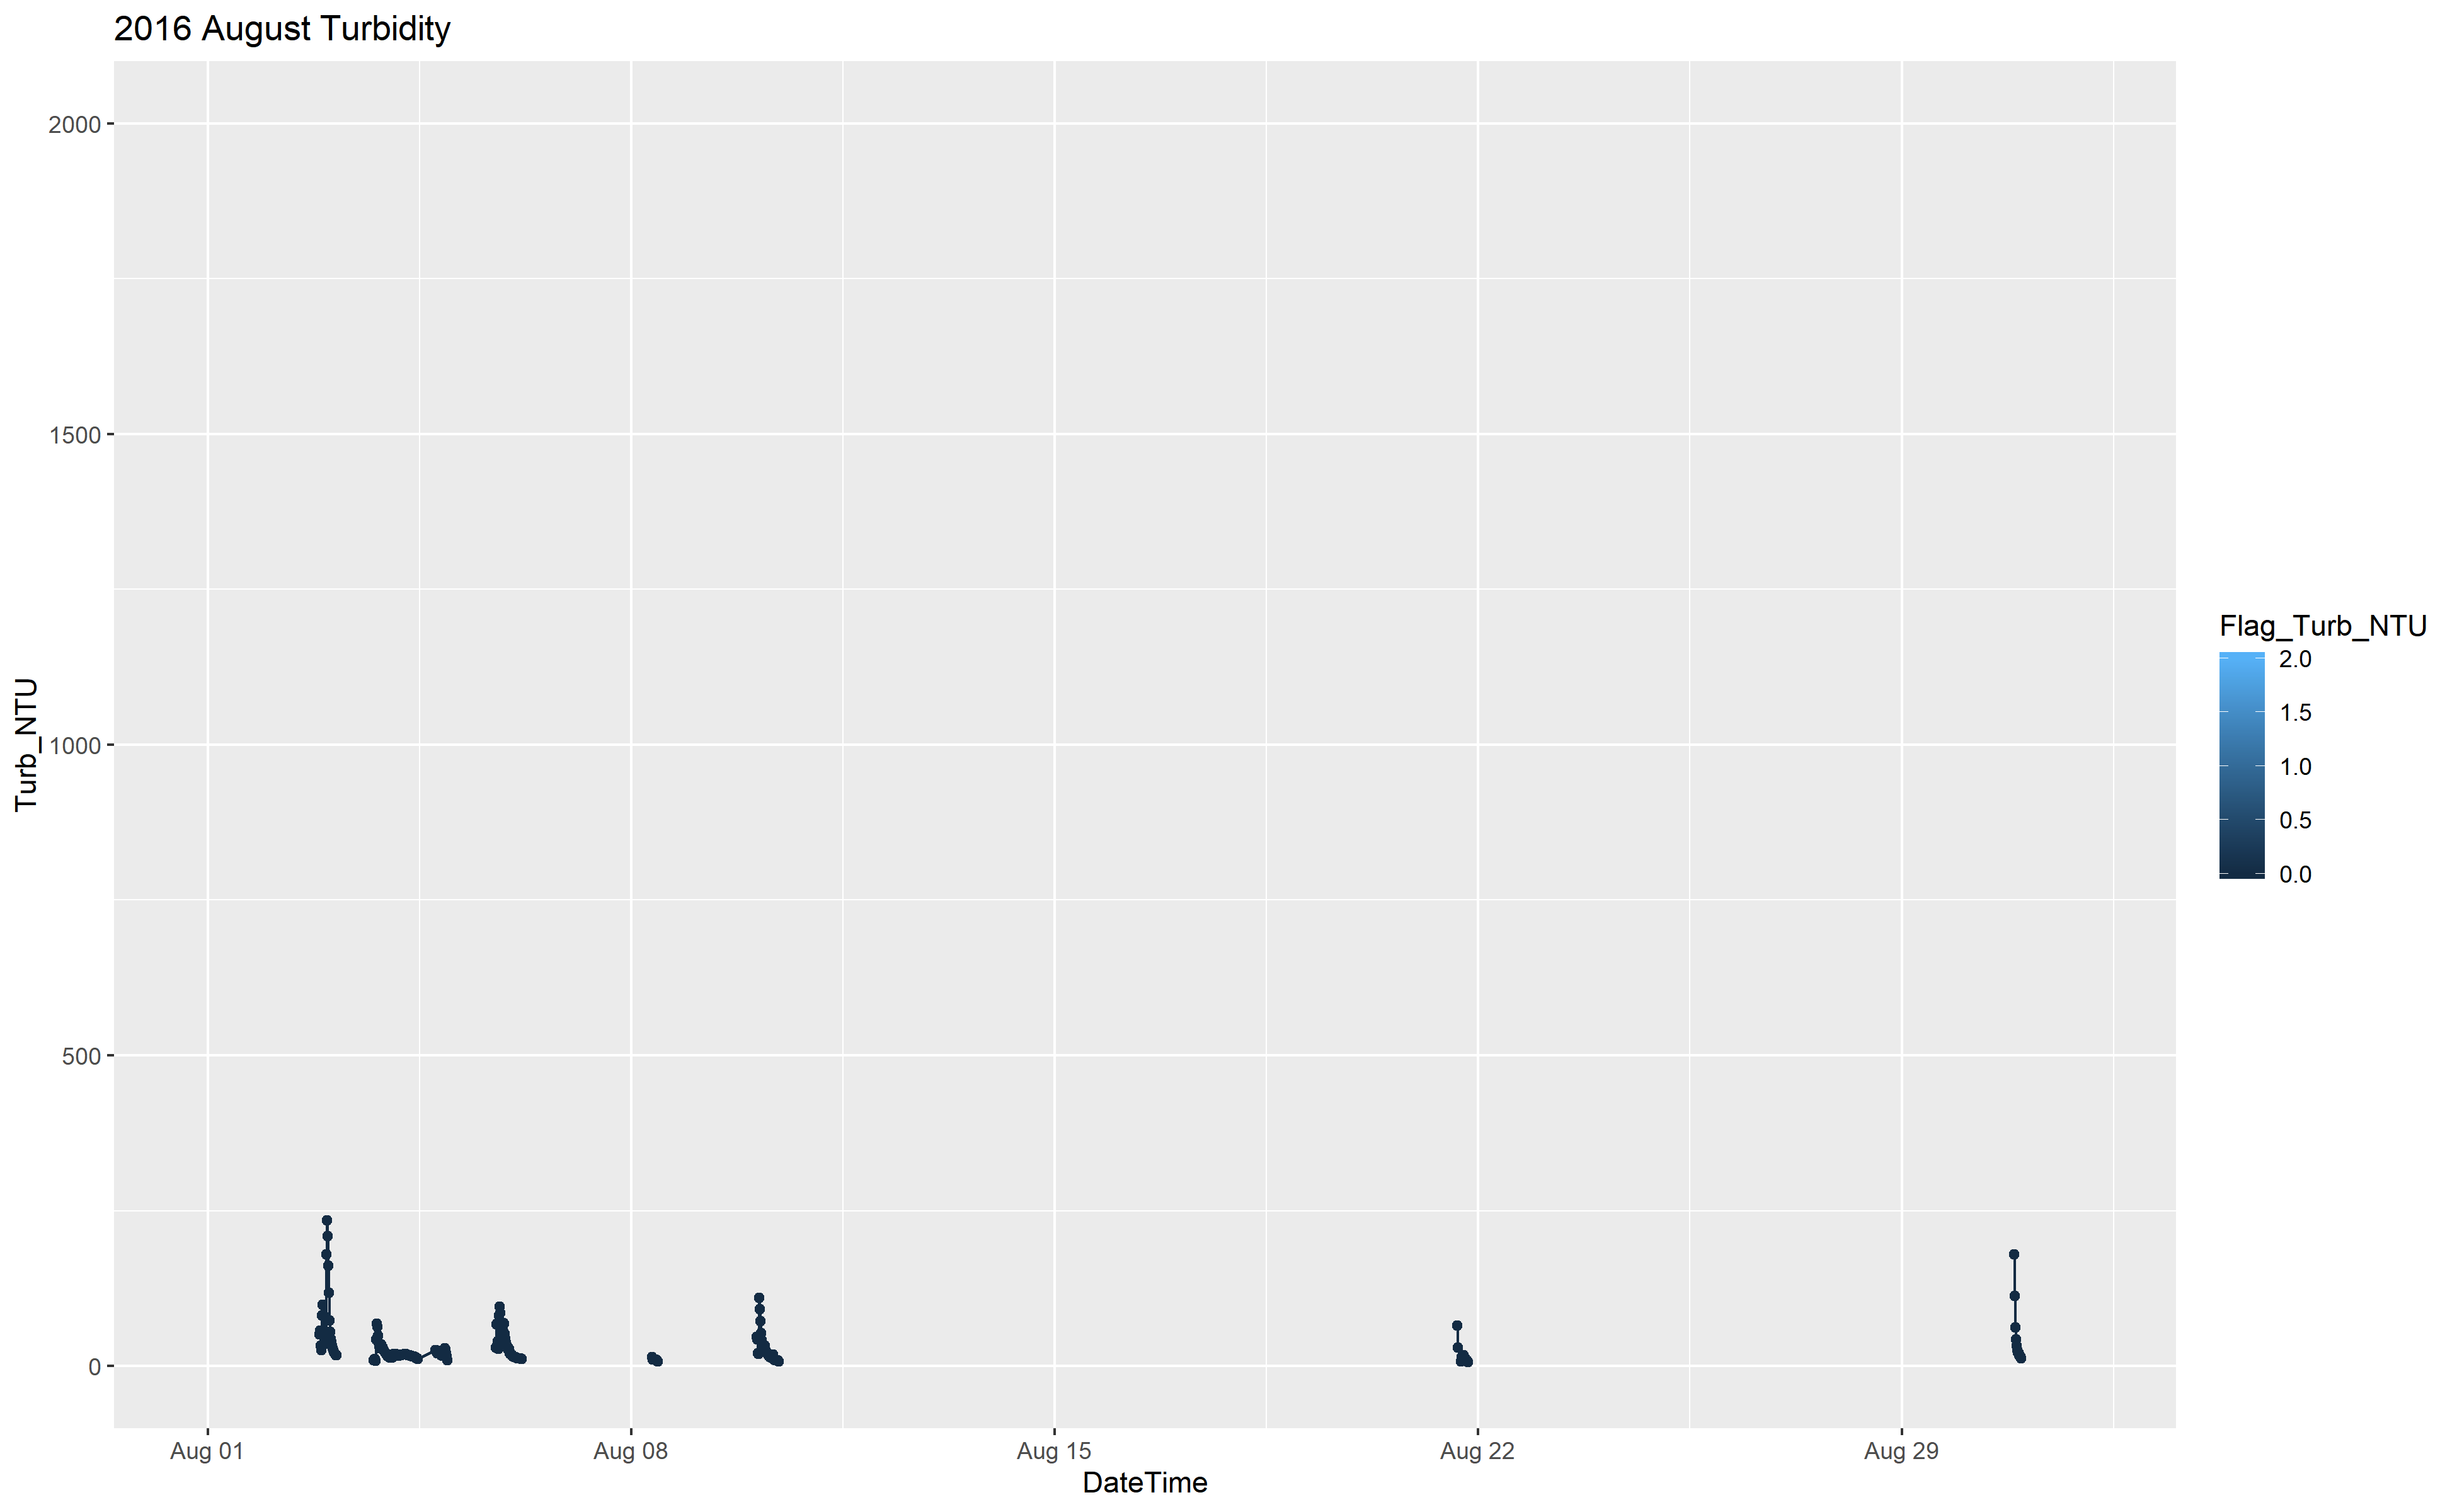 2016 August Turbidity
Turb_NTU
2000
1500
1000
500
0
Aug 01
Aug 08
Aug 15
Aug 22
Aug 29
DateTime
Flag_Turb_NTU
2.0
1.5
1.0
0.5
0.0